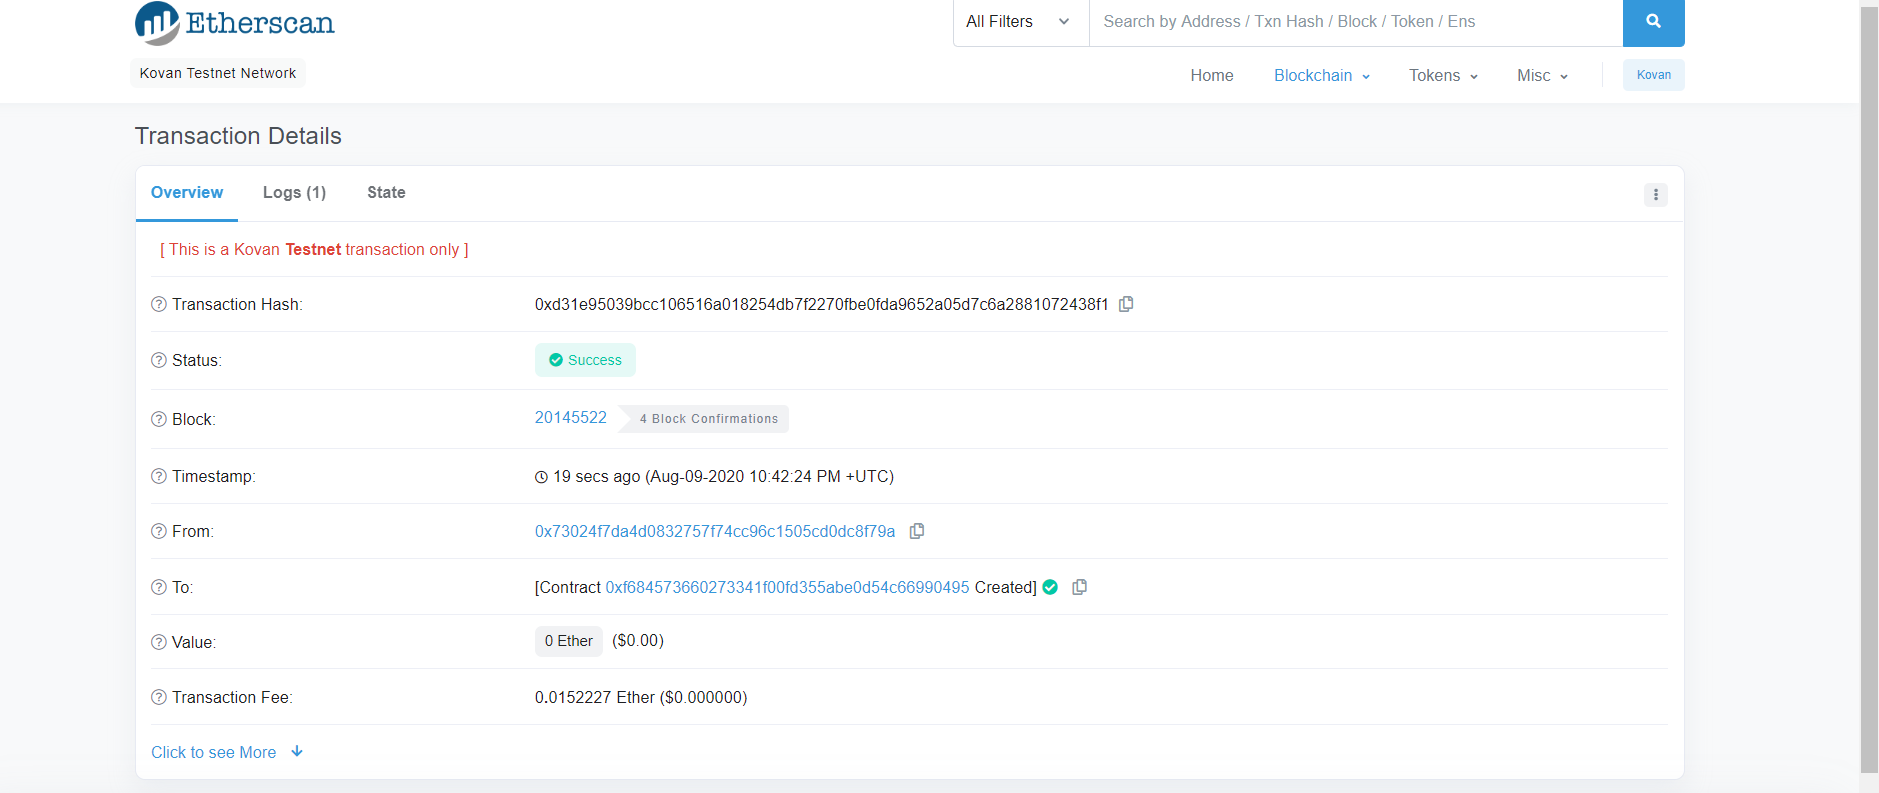 Etherscan
All Filters
Search by Address / Txn Hash / Block / Token / Ens
Kovan Testnet Network
Home Blockchain Tokens Misc Kovan
Transaction Details
Overview Logs (1) State
[ This is a Kovan Testnet transaction only ]
Transaction Hash: 0xd31e95039bcc106516a018254db7f2270fbe0fda9652a05d7c6a2881072438f1
Status: Success
Block: 20145522 4 Block Confirmations
Timestamp: 19 secs ago (Aug-09-2020 10:42:24 PM +UTC)
From: 0x73024f7da4d0832757f74cc96c1505cd0dc8f79a
To: [Contract 0xf684573660273341f00fd355abe0d54c66990495 Created]
Value: 0 Ether ($0.00)
Transaction Fee: 0.0152227 Ether ($0.000000)
Click to see More